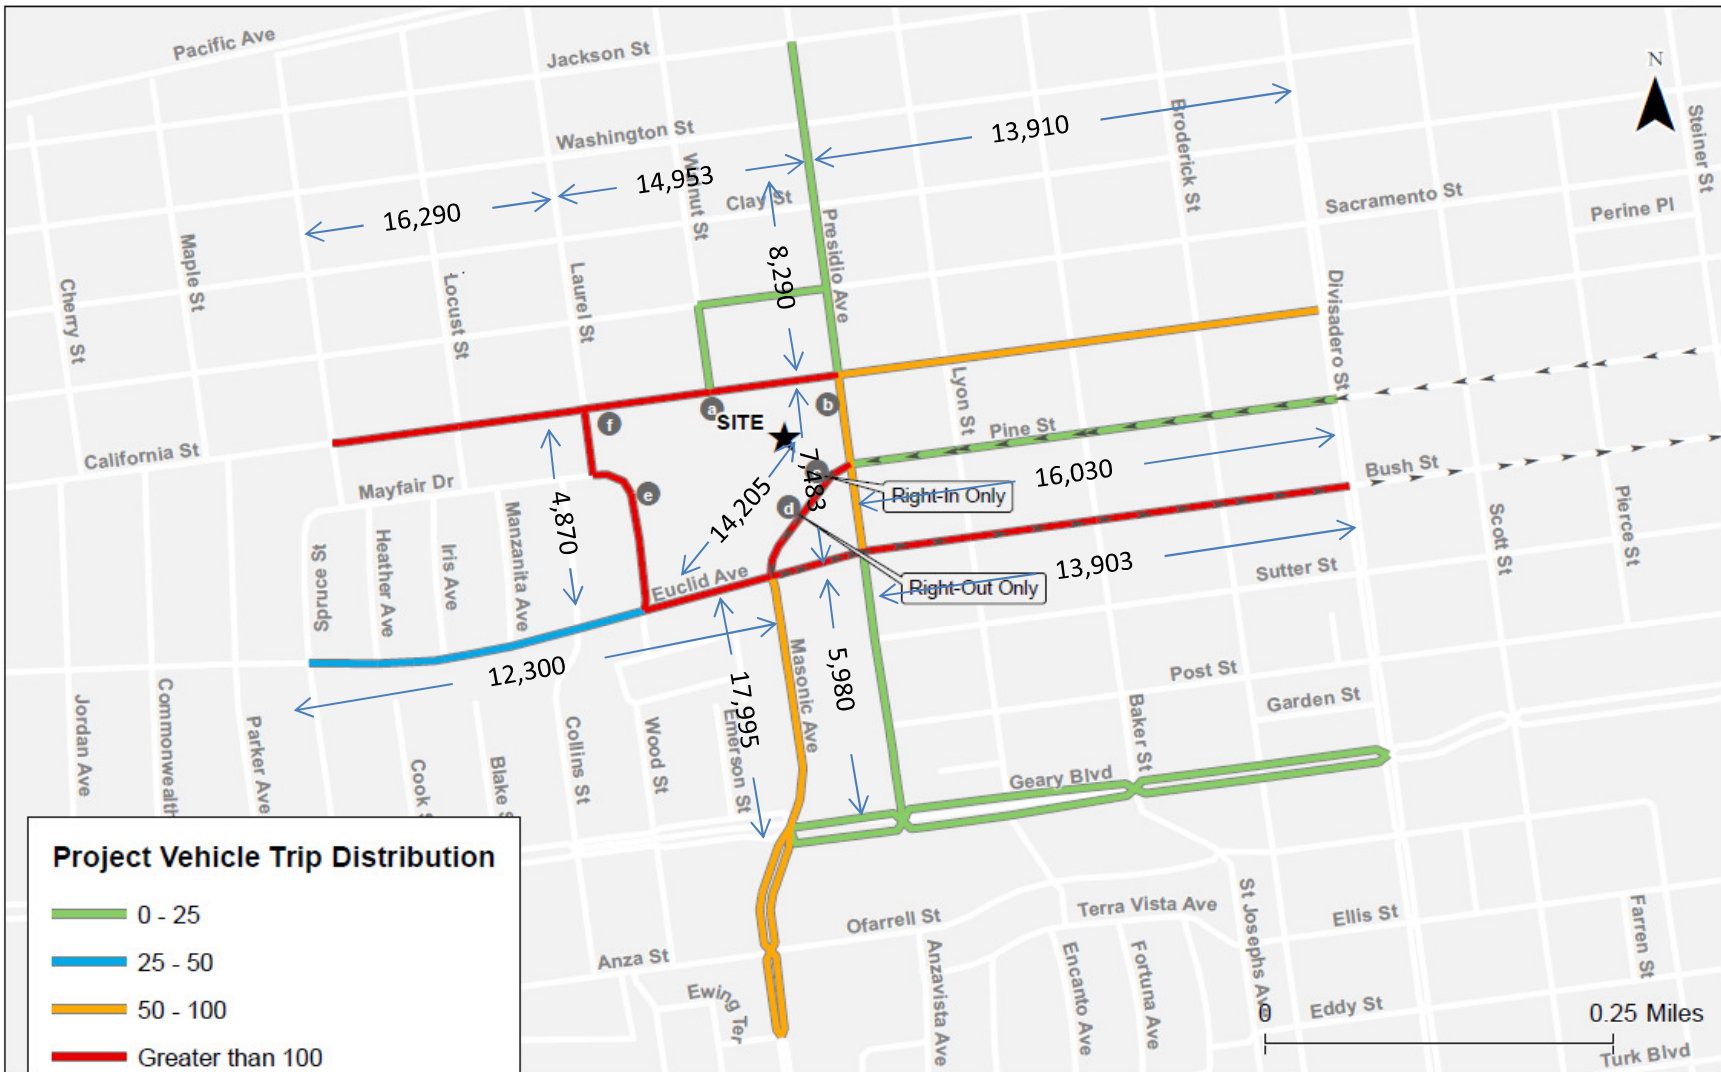 Pacific Ave
Jackson St
N
Washington St
13,910
Broderick St
Steiner St
14,953
Walnut St
Clay St
16,290
Sacramento St
Perine Pl
Presidio Ave
Maple St
Cherry St
Locust St
Laurel St
8,290
Divisadero St
Lyon St
a
b
f
SITE
Pine St
California St
Mayfair Dr
c
e
d
7,483
Right-In Only
16,030
Bush St
14,205
4,870
Manzanita Ave
Iris Ave
Heather Ave
Spruce St
Scott St
Pierce St
Euclid Ave
Right-Out Only
13,903
Sutter St
12,300
17,995
Masonic Ave
5,980
Post St
Garden St
Baker St
Jordan Ave
Commonwealth
Parker Ave
Cook S
Blake S
Collins St
Wood St
Emerson St
Geary Blvd
Project Vehicle Trip Distribution
0 - 25
25 - 50
50 - 100
Greater than 100
Ofarrell St
Terra Vista Ave
St Josephs Ave
Ellis St
Farren St
Anza St
Anzavista Ave
Encanto Ave
Fortuna Ave
Ewing Ter
Eddy St
0
0.25 Miles
Turk Blvd